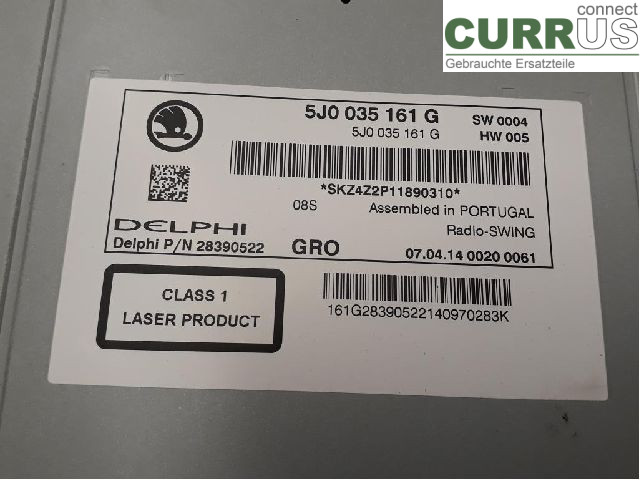 connect
CURRUS
Gebrauchte Ersatzteile
5J0 035 161 G SW 0004
5J0 035 161 G HW 005
*SKZ4Z2P11890310*
08S Assembled in PORTUGAL
DELPHI Radio-SWING
Delphi P/N 28390522 GRO 07.04.14 0020 0061
CLASS 1
LASER PRODUCT
161G28390522140970283K